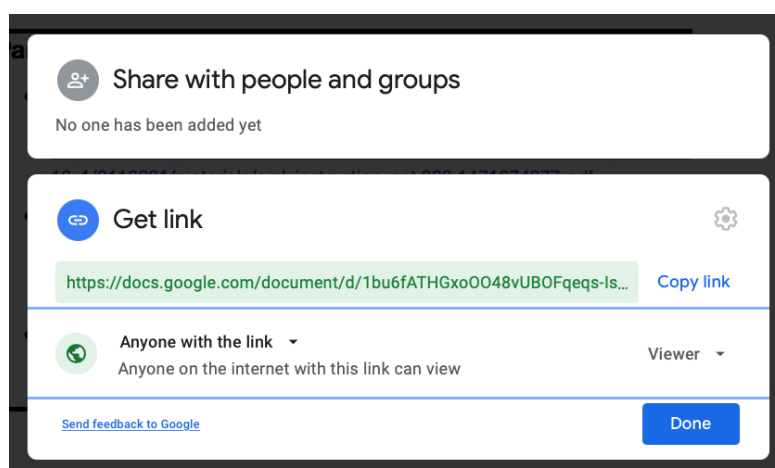 Share with people and groups
No one has been added yet
Get link
https://docs.google.com/document/d/1bu6fATHGxoOO48vUBOFqeqs-Is...
Copy link
Anyone with the link
Anyone on the internet with this link can view
Viewer
Send feedback to Google
Done